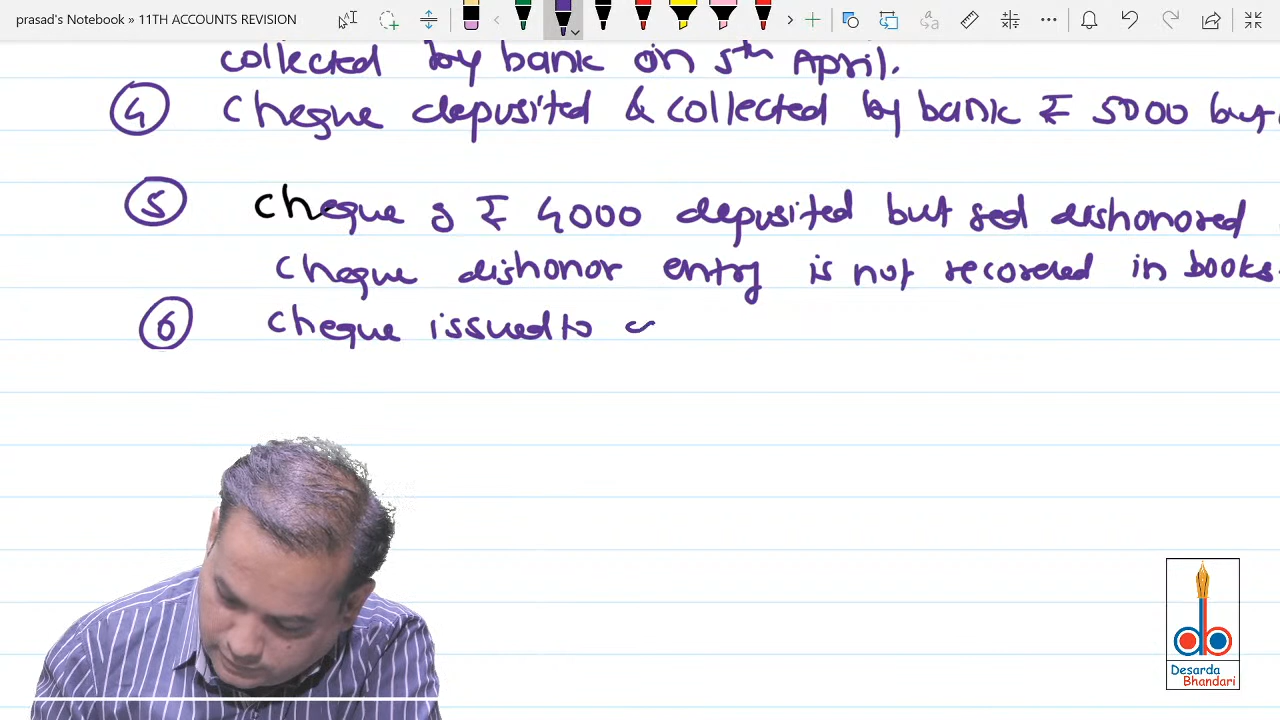 prasad's Notebook » 11TH ACCOUNTS REVISION
collected by bank on 5th April.
4 Cheque deposited & collected by bank ₹ 5000 but
5 Cheque of ₹ 4000 deposited but dishonored
Cheque dishonor entry is not recorded in books.
6 Cheque issued to
Desarda
Bhandari